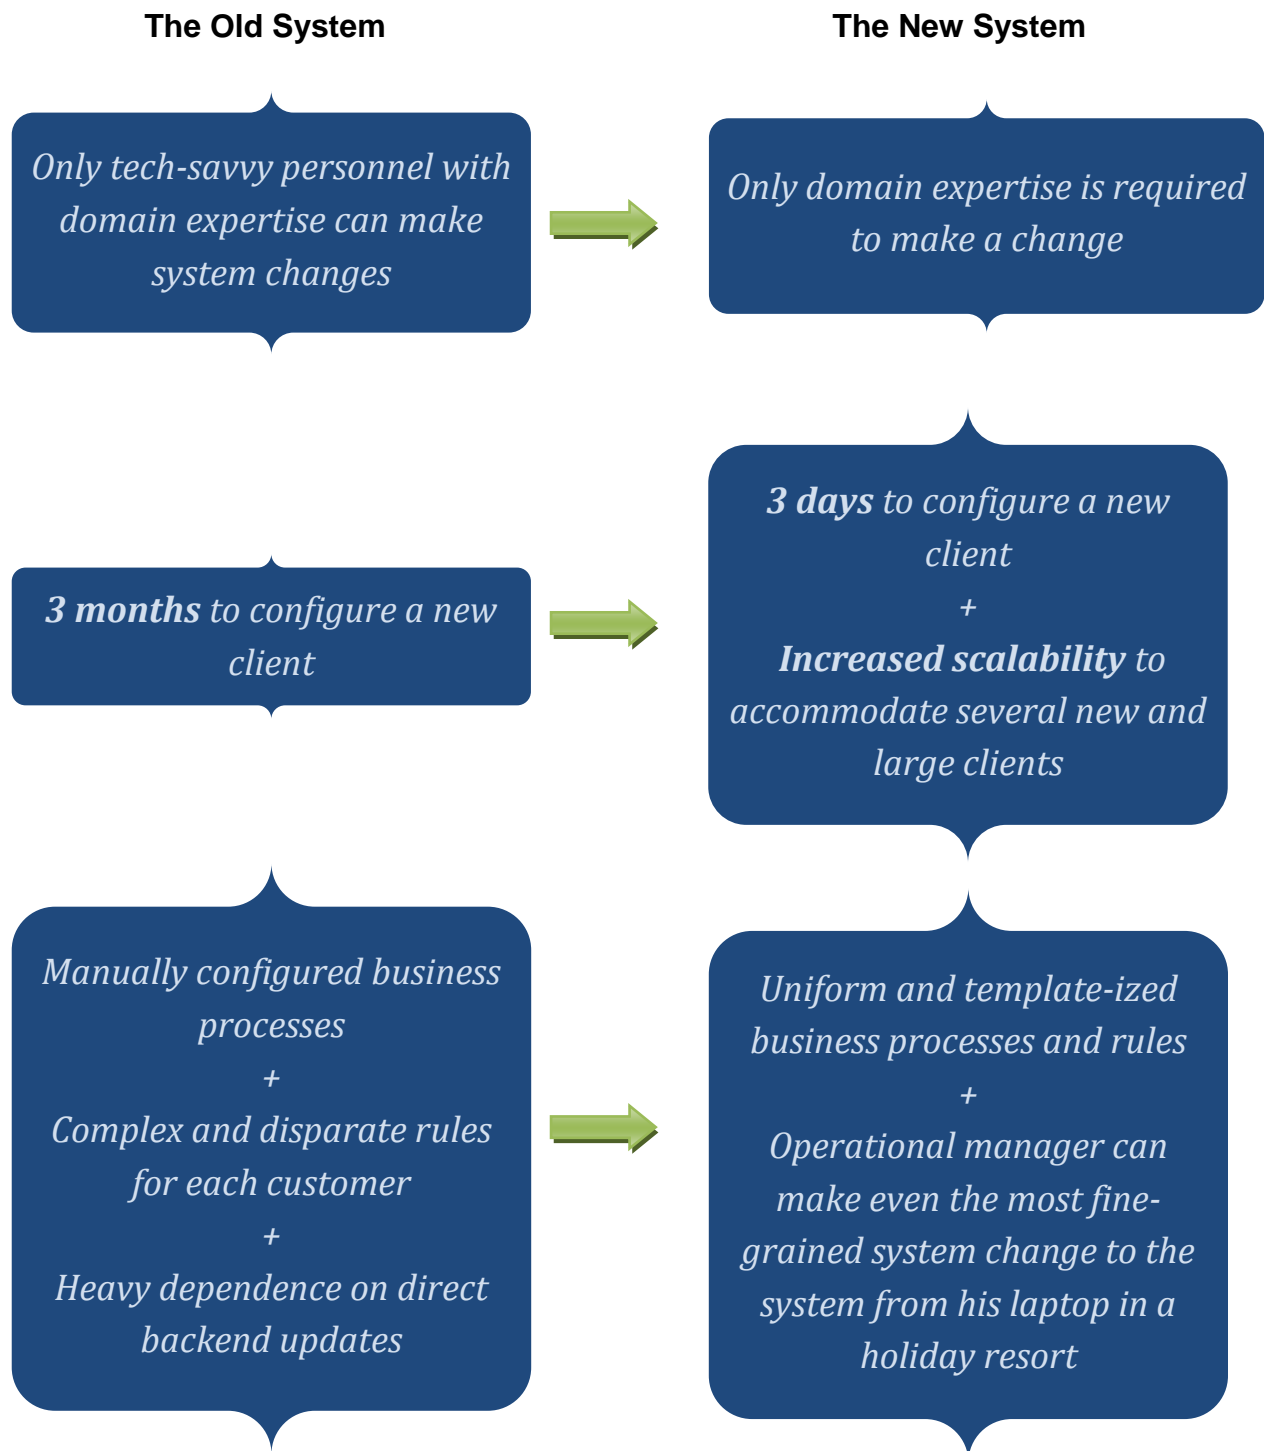 The Old System
The New System
Only tech-savvy personnel with
domain expertise can make
system changes
Only domain expertise is required
to make a change
3 months to configure a new
client
3 days to configure a new
client
+
Increased scalability to
accommodate several new and
large clients
Manually configured business
processes
+
Complex and disparate rules
for each customer
+
Heavy dependence on direct
backend updates
Uniform and template-ized
business processes and rules
+
Operational manager can
make even the most fine-
grained system change to the
system from his laptop in a
holiday resort